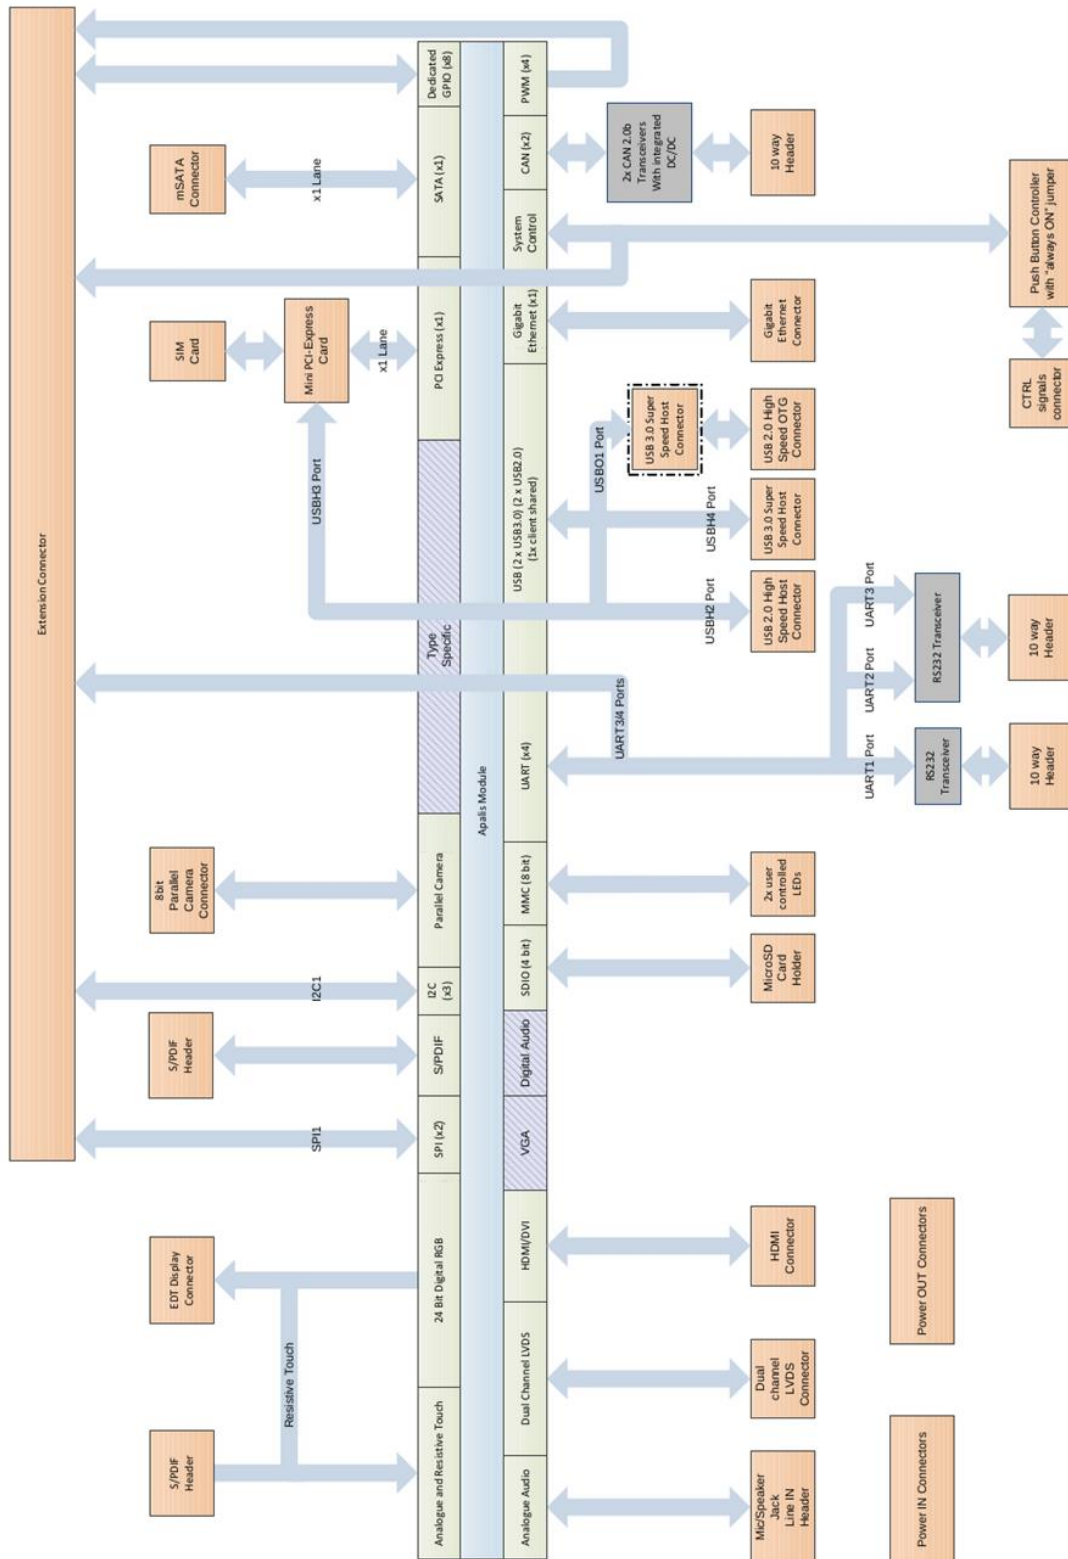 Extension Connector
mSATA
Connector
x1 Lane
SIM
Card
Mini PCI-Express
Card
x1 Lane
USBH3 Port
8bit
Parallel
Camera
Connector
I2C1
S/PDIF
Header
SPI1
EDT Display
Connector
Resistive Touch
S/PDIF
Header
Dedicated
GPIO (x8)
SATA (x1)
PCI Express (x1)
Type
Specific
Parallel Camera
I2C
(x3)
S/PDIF
SPI (x2)
24 Bit Digital RGB
Analogue and Resistive Touch
Apalis Module
PWM (x4)
CAN (x2)
System
Control
Gigabit
Ethernet (x1)
USB (2 x USB3.0) (2 x USB2.0)
(1x client shared)
UART (x4)
MMC (8 bit)
SDIO (4 bit)
Digital Audio
VGA
HDMI/DVI
Dual Channel LVDS
Analogue Audio
2x CAN 2.0b
Transceivers
With integrated
DC/DC
10 way
Header
Gigabit
Ethernet
Connector
USBO1 Port
USB 3.0 Super
Speed Host
Connector
USB 2.0 High
Speed OTG
Connector
USBH4 Port
USB 3.0 Super
Speed Host
Connector
USBH2 Port
USB 2.0 High
Speed Host
Connector
UART3/4 Ports
2x user
controlled
LEDs
MicroSD
Card
Holder
HDMI
Connector
Dual
channel
LVDS
Connector
Mic/Speaker
Jack
Line IN
Header
Push Button Controller
with "always ON" jumper
CTRL
signals
connector
UART3 Port
UART2 Port
UART1 Port
RS232 Transceiver
RS232
Transceiver
10 way
Header
10 way
Header
Power OUT Connectors
Power IN Connectors